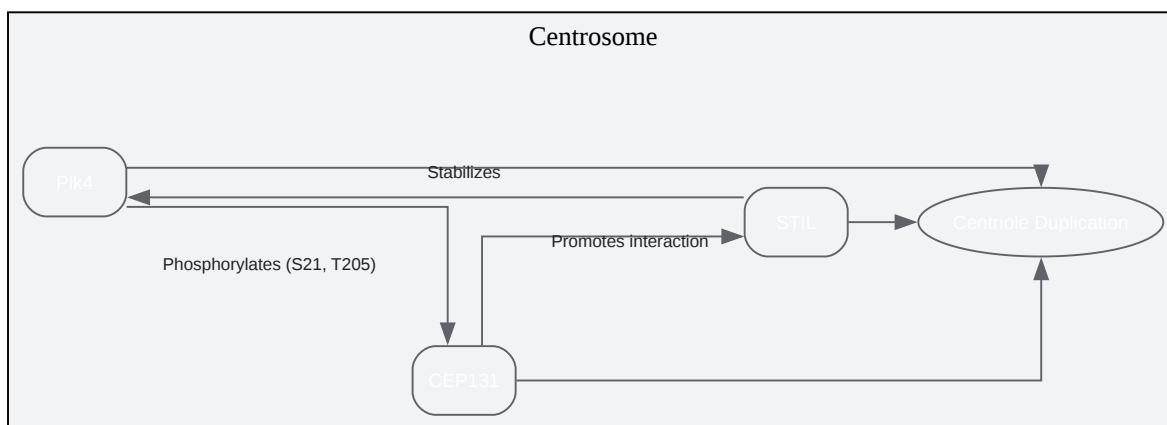 Centrosome
Stabilizes
Plk4
STIL
Centriole Duplication
Promotes interaction
Phosphorylates (S21, T205)
CEP131